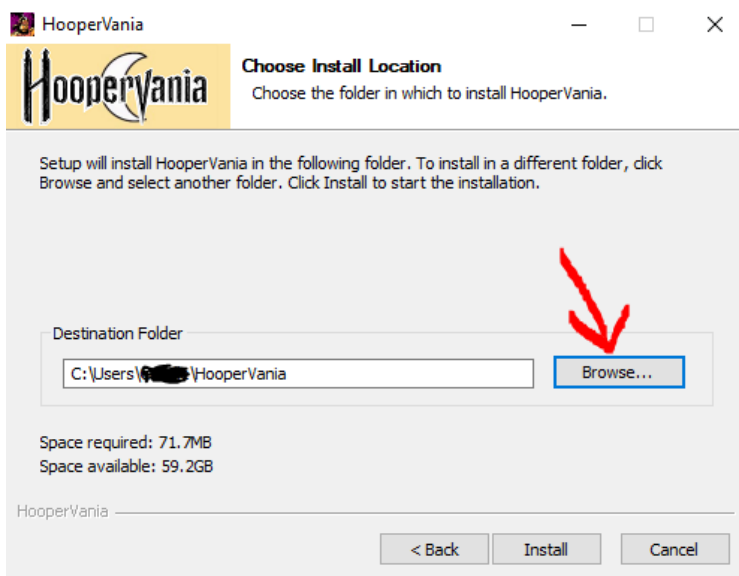 HooperVania
HooperVania
Choose Install Location
Choose the folder in which to install HooperVania.
Setup will install HooperVania in the following folder. To install in a different folder, click
Browse and select another folder. Click Install to start the installation.
Destination Folder
C:\Users\ \HooperVania
Browse...
Space required: 71.7MB
Space available: 59.2GB
HooperVania
< Back
Install
Cancel